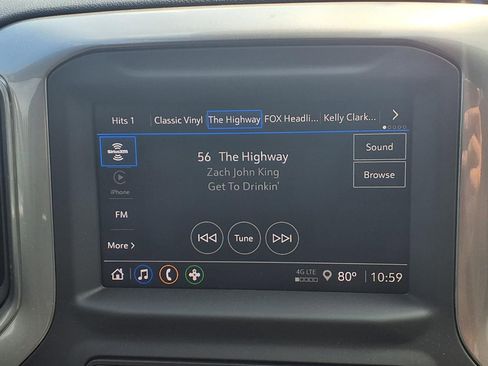 Hits 1 Classic Vinyl The Highway FOX Headli... Kelly Clark...
SiriusXM
56 The Highway
Zach John King
Get To Drinkin'
Sound
Browse
iPhone
FM
More
Tune
4G LTE 80° 10:59